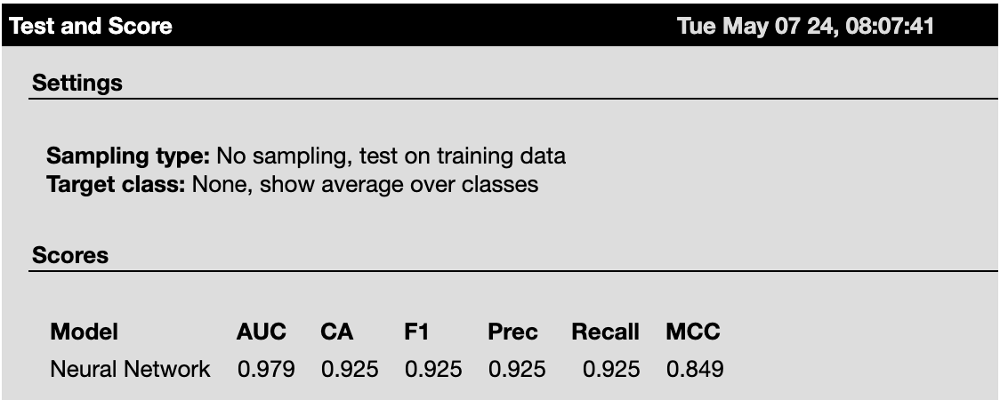 Test and Score Tue May 07 24, 08:07:41
Settings
Sampling type: No sampling, test on training data
Target class: None, show average over classes
Scores
Model AUC CA F1 Prec Recall MCC
Neural Network 0.979 0.925 0.925 0.925 0.925 0.849